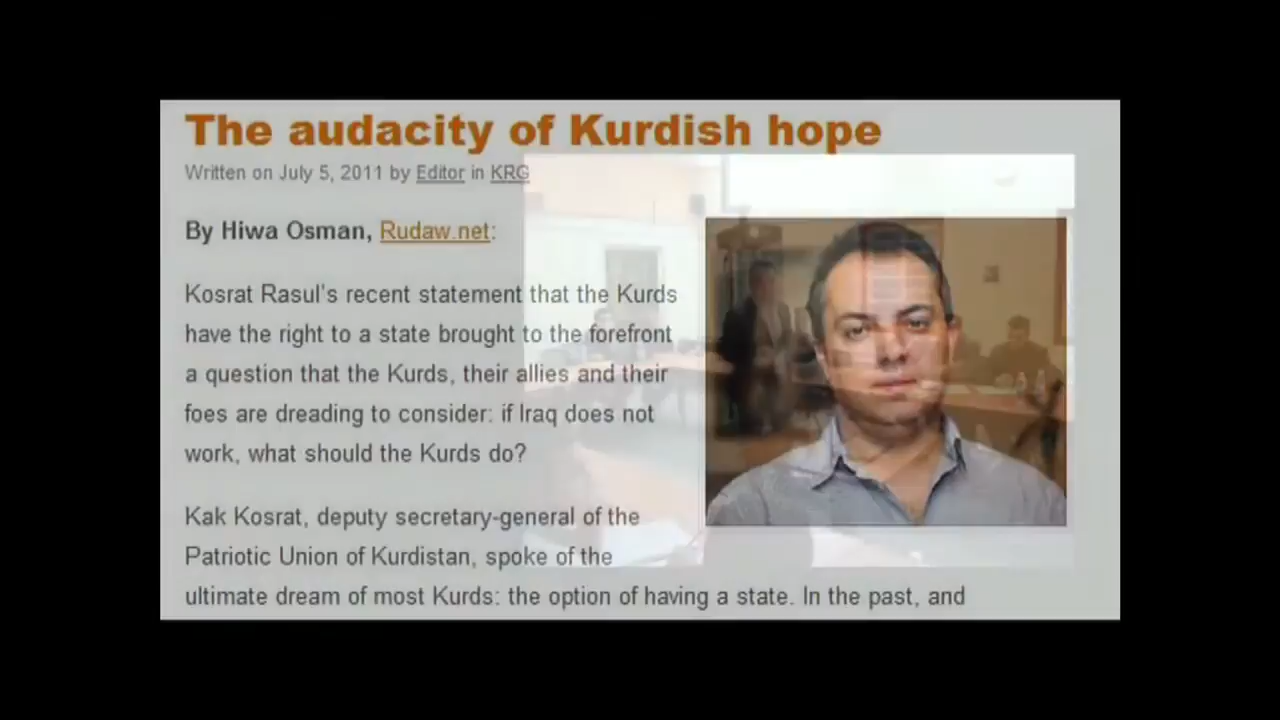 The audacity of Kurdish hope
Written on July 5, 2011 by Editor in KRG
By Hiwa Osman, Rudaw.net:
Kosrat Rasul's recent statement that the Kurds
have the right to a state brought to the forefront
a question that the Kurds, their allies and their
foes are dreading to consider: if Iraq does not
work, what should the Kurds do?
Kak Kosrat, deputy secretary-general of the
Patriotic Union of Kurdistan, spoke of the
ultimate dream of most Kurds: the option of having a state. In the past, and